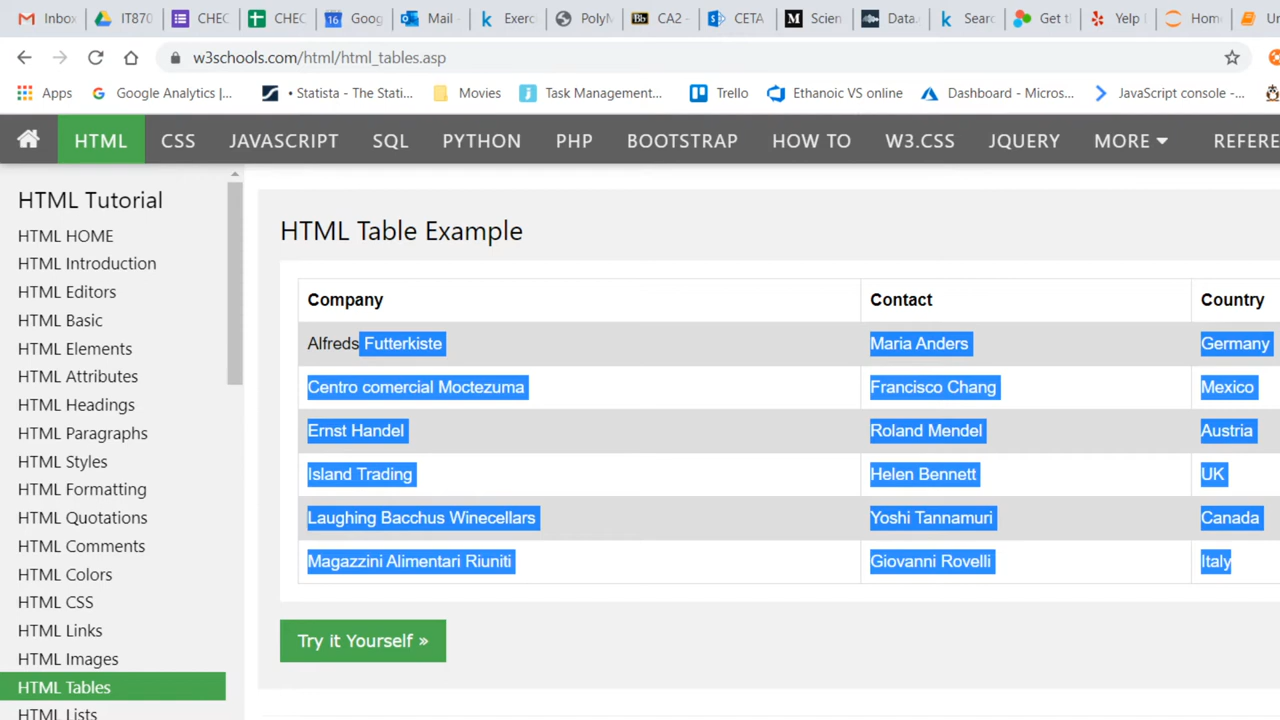 Inbox IT870 CHEC CHEC Goog Mail - Exerc PolyM CA2 - CETA Scien Data. Searc Get t Yelp Home Ur
w3schools.com/html/html_tables.asp
Apps Google Analytics |... • Statista - The Stati... Movies Task Management... Trello Ethanoic VS online Dashboard - Micros... JavaScript console -...
HTML CSS JAVASCRIPT SQL PYTHON PHP BOOTSTRAP HOW TO W3.CSS JQUERY MORE REFERE
HTML Tutorial
HTML HOME
HTML Introduction
HTML Editors
HTML Basic
HTML Elements
HTML Attributes
HTML Headings
HTML Paragraphs
HTML Styles
HTML Formatting
HTML Quotations
HTML Comments
HTML Colors
HTML CSS
HTML Links
HTML Images
HTML Tables
HTML Lists
HTML Table Example
Company Contact Country
Alfreds Futterkiste Maria Anders Germany
Centro comercial Moctezuma Francisco Chang Mexico
Ernst Handel Roland Mendel Austria
Island Trading Helen Bennett UK
Laughing Bacchus Winecellars Yoshi Tannamuri Canada
Magazzini Alimentari Riuniti Giovanni Rovelli Italy
Try it Yourself »